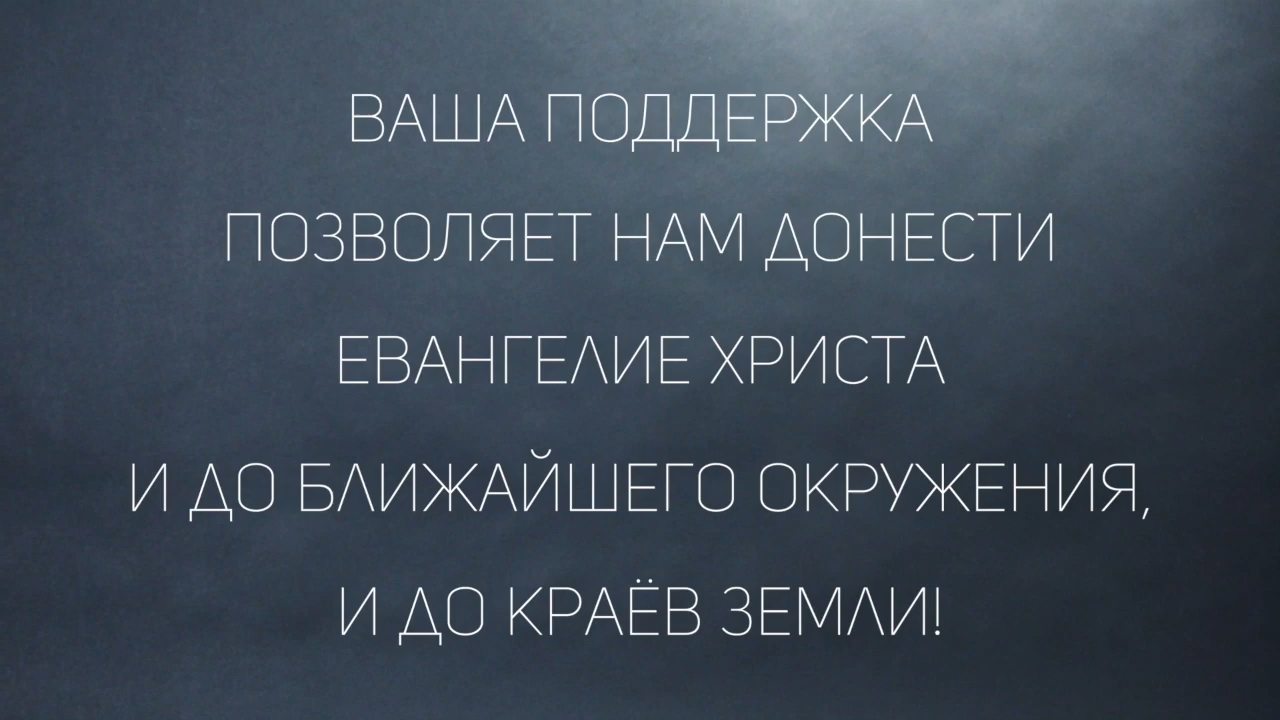 ВАША ПОДДЕРЖКА
ПОЗВОЛЯЕТ НАМ ДОНЕСТИ
ЕВАНГЕЛИЕ ХРИСТА
И ДО БЛИЖАЙШЕГО ОКРУЖЕНИЯ,
И ДО КРАЁВ ЗЕМЛИ!